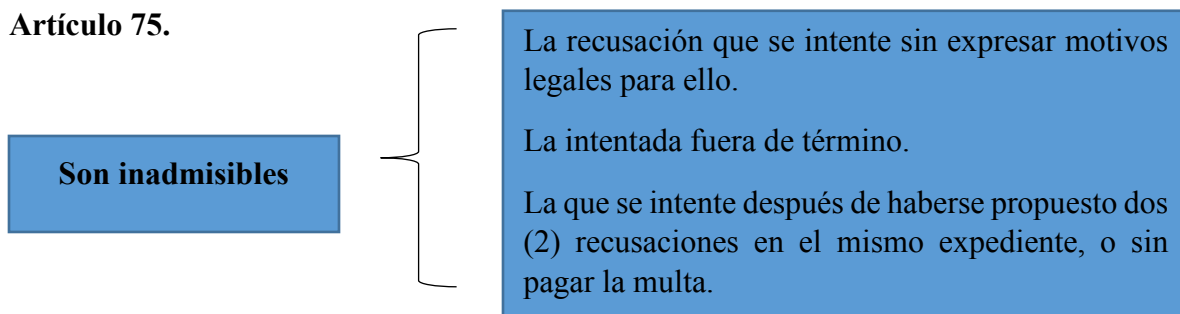 Artículo 75.
Son inadmisibles
La recusación que se intente sin expresar motivos
legales para ello.
La intentada fuera de término.
La que se intente después de haberse propuesto dos
(2) recusaciones en el mismo expediente, o sin
pagar la multa.